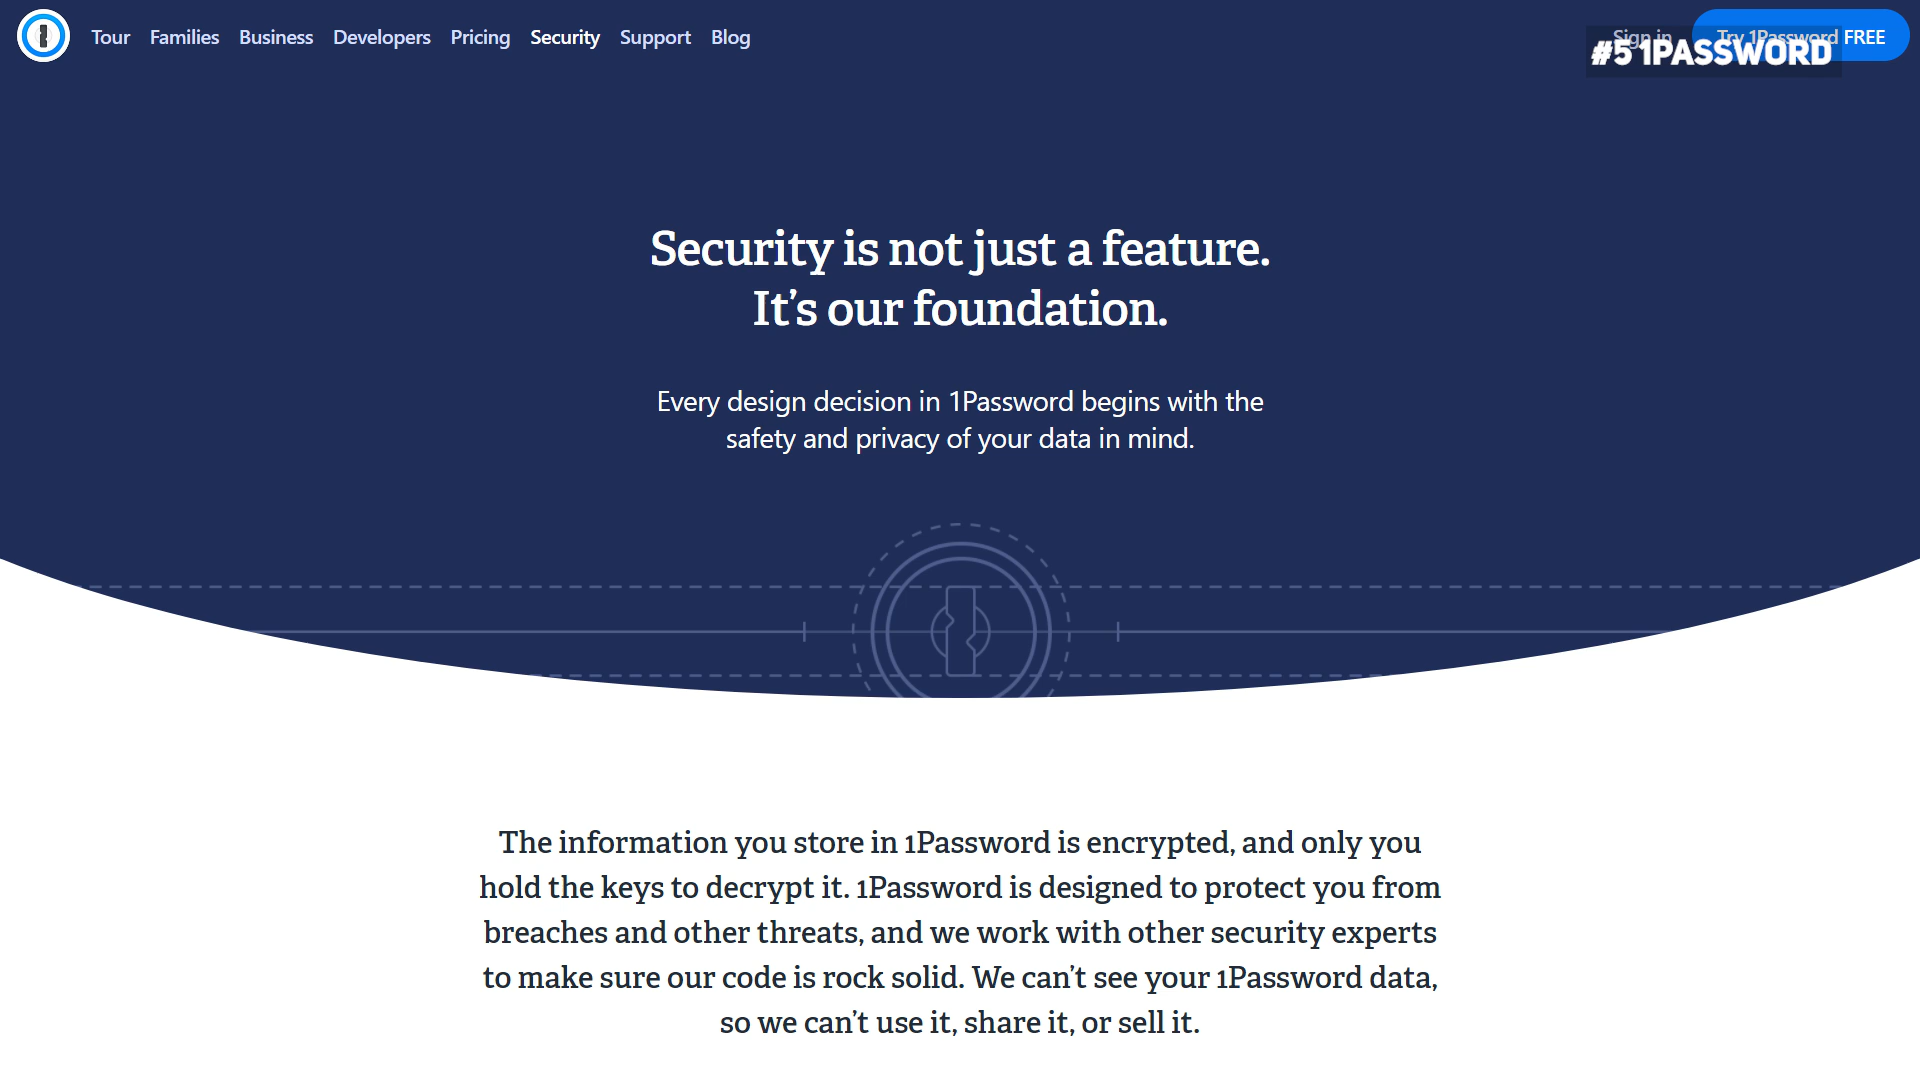 Tour Families Business Developers Pricing Security Support Blog Sign in Try 1Password FREE
#5 1PASSWORD
Security is not just a feature.
It’s our foundation.
Every design decision in 1Password begins with the
safety and privacy of your data in mind.
The information you store in 1Password is encrypted, and only you
hold the keys to decrypt it. 1Password is designed to protect you from
breaches and other threats, and we work with other security experts
to make sure our code is rock solid. We can’t see your 1Password data,
so we can’t use it, share it, or sell it.